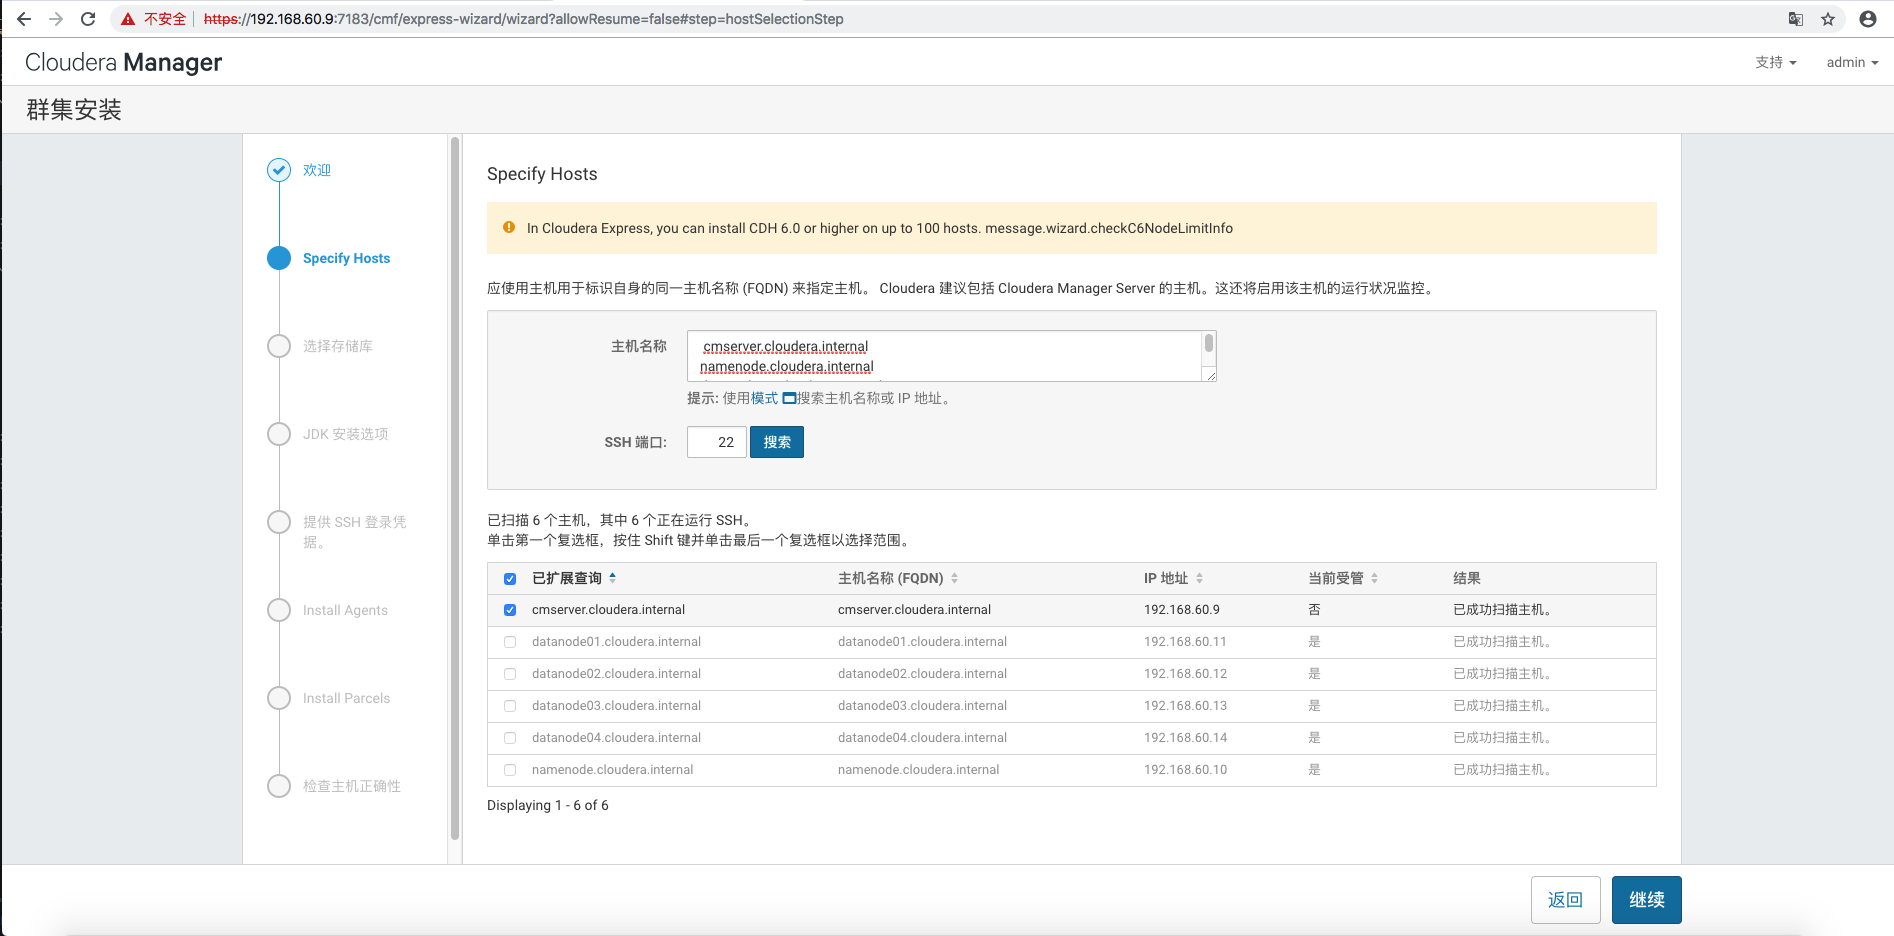 不安全 https://192.168.60.9:7183/cmf/express-wizard/wizard?allowResume=false#step=hostSelectionStep
Cloudera Manager 支持 admin
群集安装
欢迎
Specify Hosts
选择存储库
JDK 安装选项
提供 SSH 登录凭
据。
Install Agents
Install Parcels
检查主机正确性
Specify Hosts
In Cloudera Express, you can install CDH 6.0 or higher on up to 100 hosts. message.wizard.checkC6NodeLimitInfo
应使用主机用于标识自身的同一主机名称 (FQDN) 来指定主机。 Cloudera 建议包括 Cloudera Manager Server 的主机。这还将启用该主机的运行状况监控。
主机名称 cmserver.cloudera.internal
namenode.cloudera.internal
提示: 使用模式 搜索主机名称或 IP 地址。
SSH 端口: 22 搜索
已扫描 6 个主机，其中 6 个正在运行 SSH。
单击第一个复选框，按住 Shift 键并单击最后一个复选框以选择范围。
已扩展查询 主机名称 (FQDN) IP 地址 当前受管 结果
cmserver.cloudera.internal cmserver.cloudera.internal 192.168.60.9 否 已成功扫描主机。
datanode01.cloudera.internal datanode01.cloudera.internal 192.168.60.11 是 已成功扫描主机。
datanode02.cloudera.internal datanode02.cloudera.internal 192.168.60.12 是 已成功扫描主机。
datanode03.cloudera.internal datanode03.cloudera.internal 192.168.60.13 是 已成功扫描主机。
datanode04.cloudera.internal datanode04.cloudera.internal 192.168.60.14 是 已成功扫描主机。
namenode.cloudera.internal namenode.cloudera.internal 192.168.60.10 是 已成功扫描主机。
Displaying 1 - 6 of 6
返回 继续